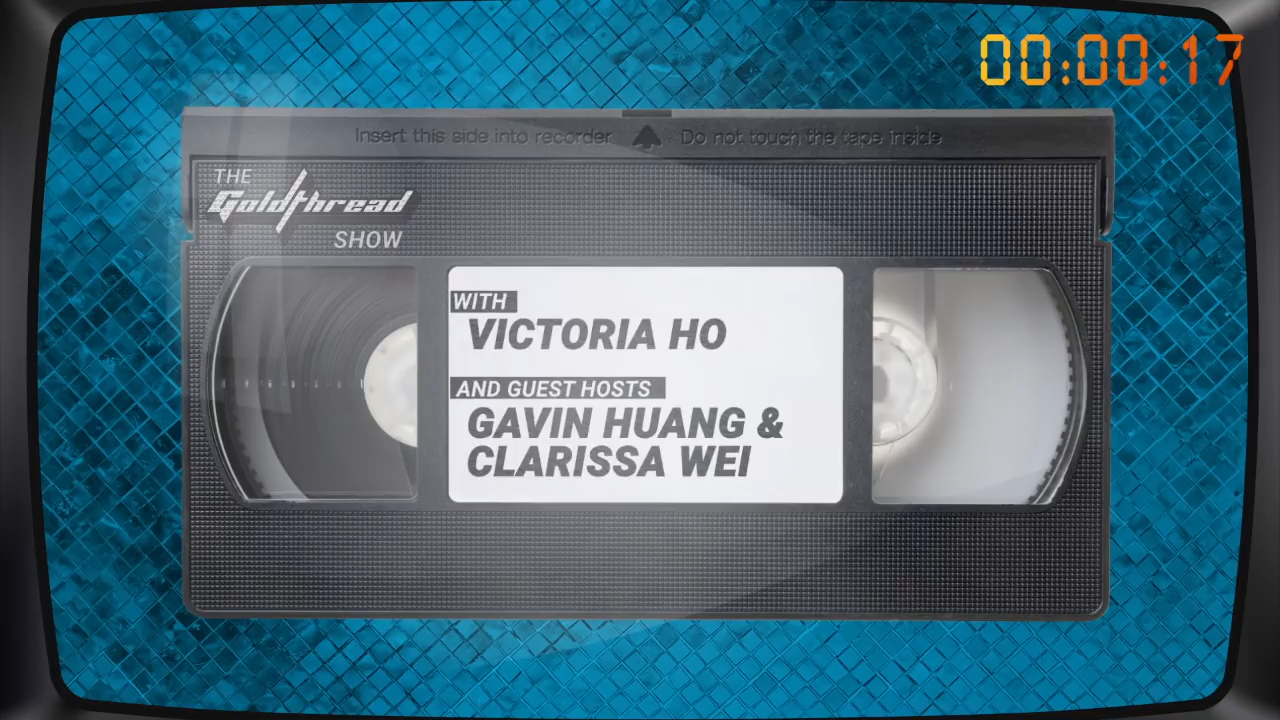 00:00:17
Insert this side into recorder Do not touch the tape inside
THE
Goldthread
SHOW
WITH
VICTORIA HO
AND GUEST HOSTS
GAVIN HUANG &
CLARISSA WEI